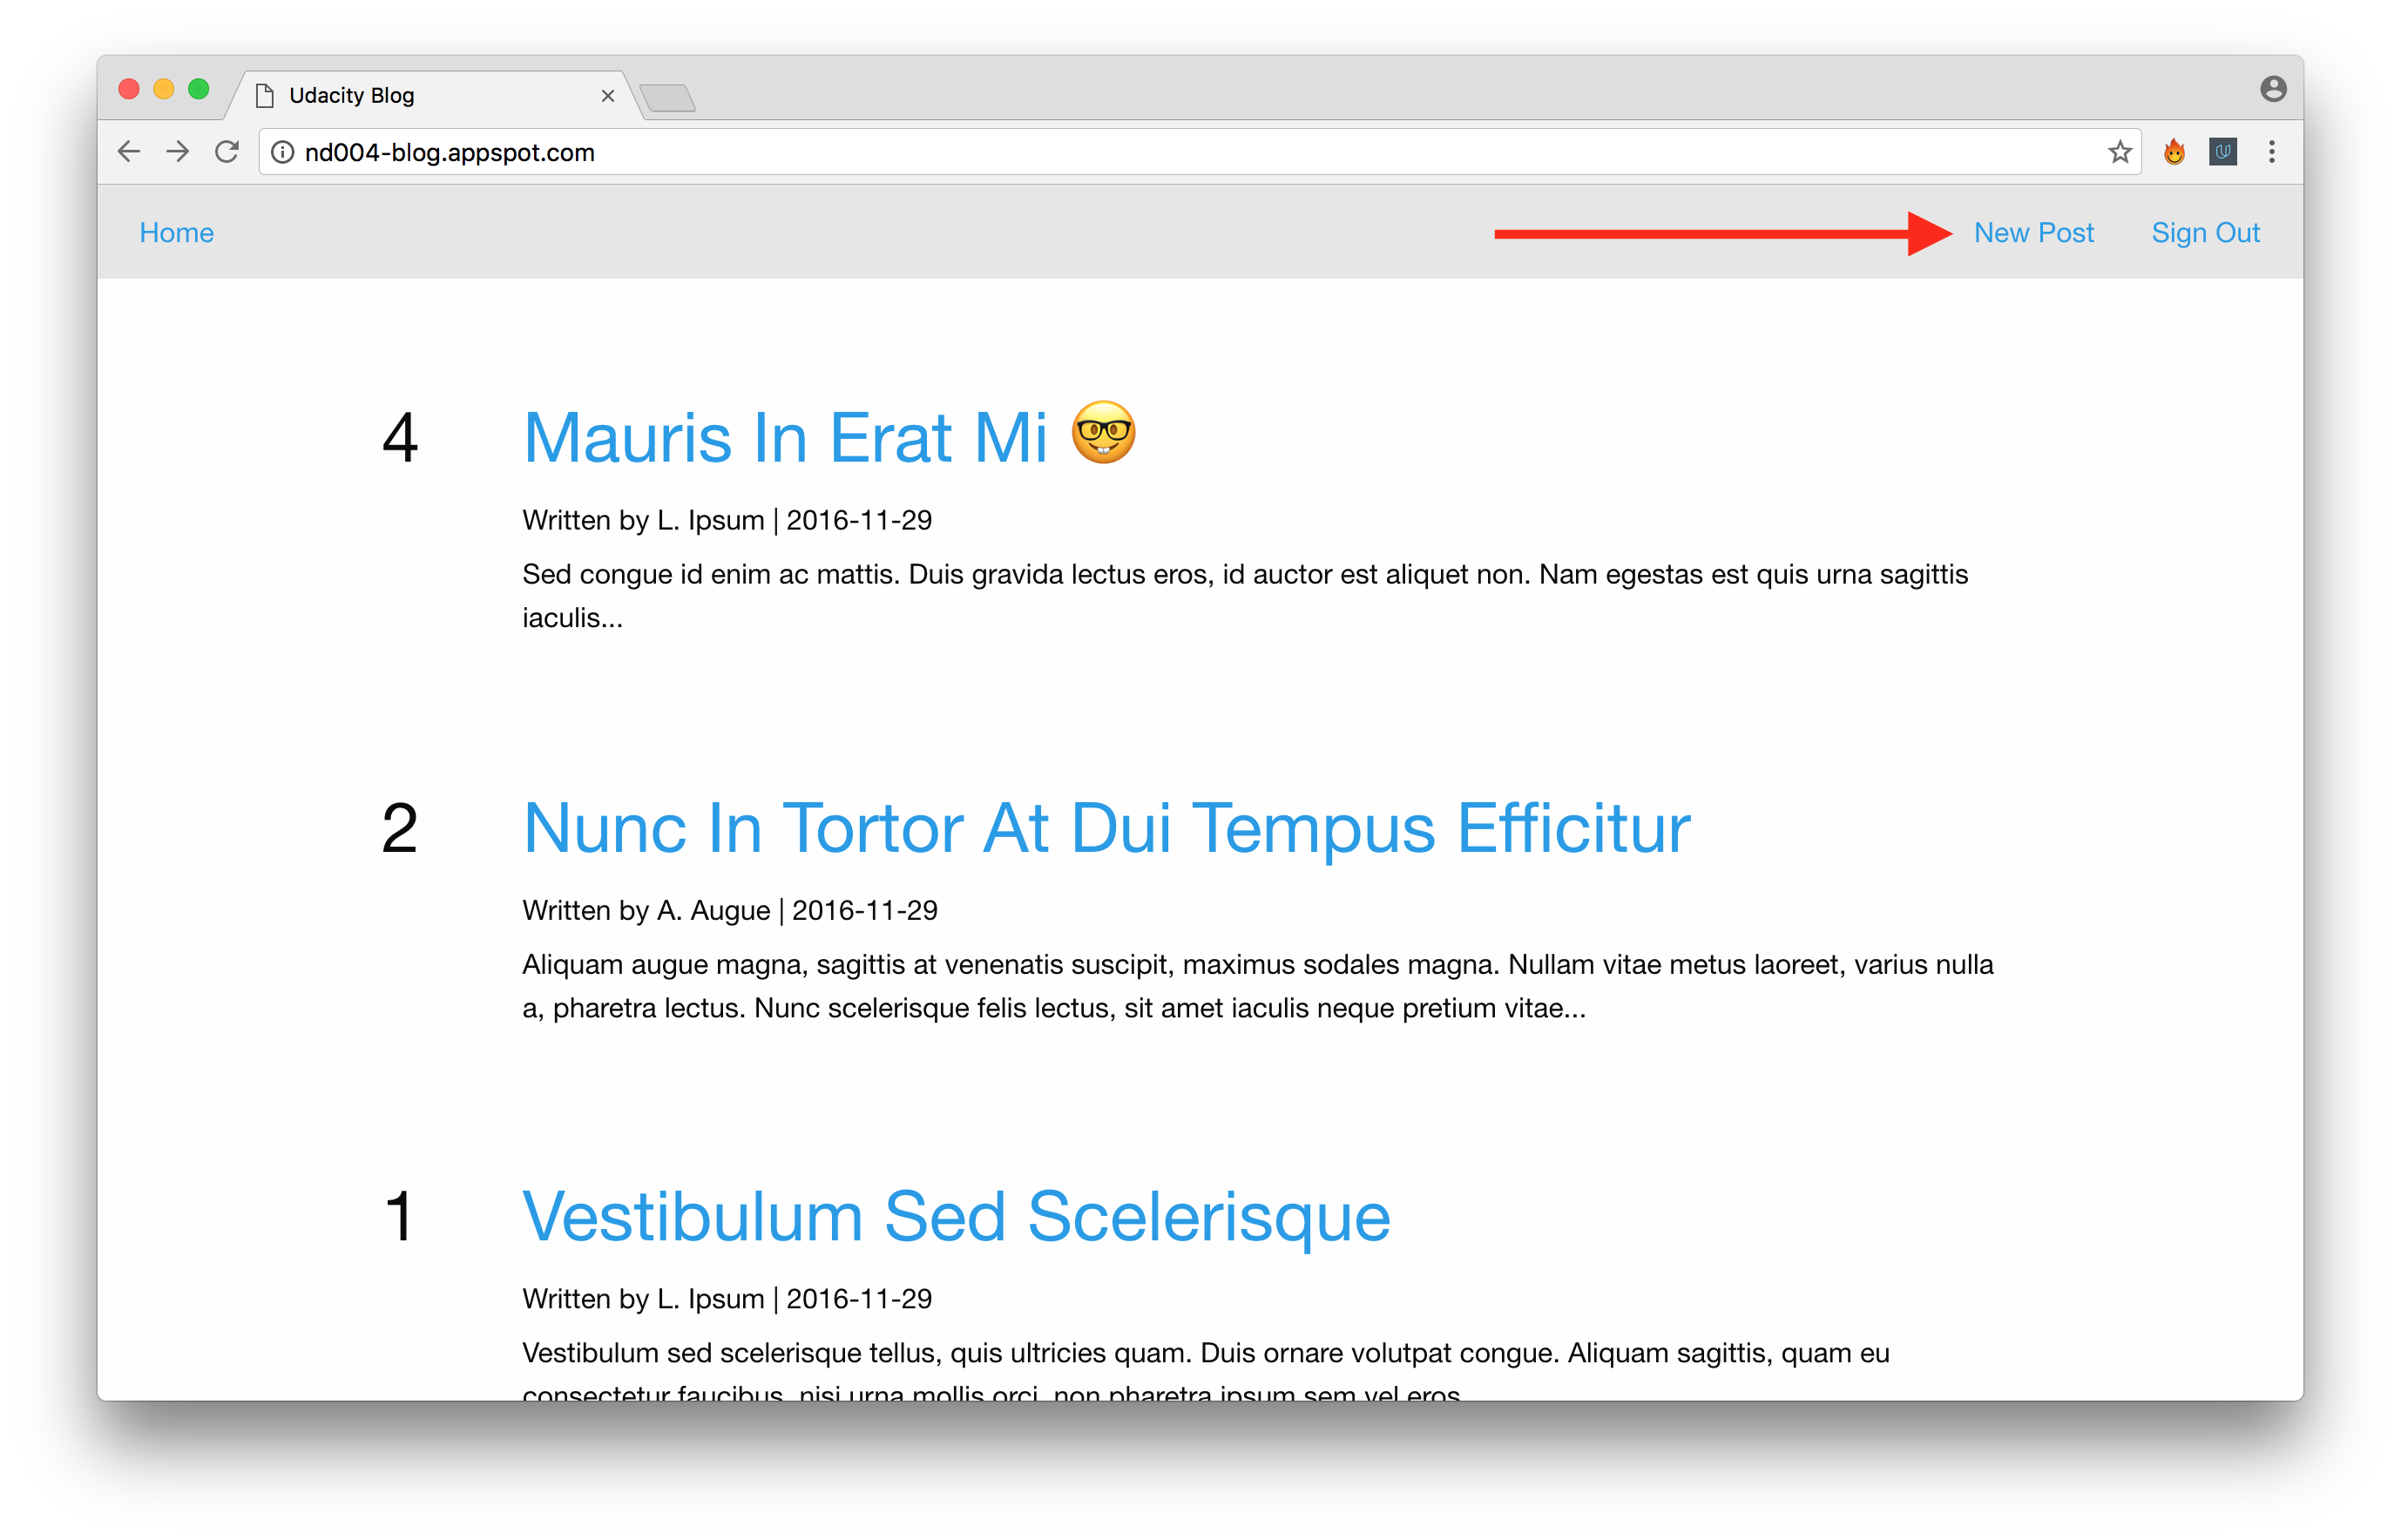 Udacity Blog
nd004-blog.appspot.com
Home New Post Sign Out
4 Mauris In Erat Mi 🤓
Written by L. Ipsum | 2016-11-29
Sed congue id enim ac mattis. Duis gravida lectus eros, id auctor est aliquet non. Nam egestas est quis urna sagittis
iaculis...
2 Nunc In Tortor At Dui Tempus Efficitur
Written by A. Augue | 2016-11-29
Aliquam augue magna, sagittis at venenatis suscipit, maximus sodales magna. Nullam vitae metus laoreet, varius nulla
a, pharetra lectus. Nunc scelerisque felis lectus, sit amet iaculis neque pretium vitae...
1 Vestibulum Sed Scelerisque
Written by L. Ipsum | 2016-11-29
Vestibulum sed scelerisque tellus, quis ultricies quam. Duis ornare volutpat congue. Aliquam sagittis, quam eu
consectetur faucibus, nisi urna mollis orci, non pharetra ipsum sem vel eros